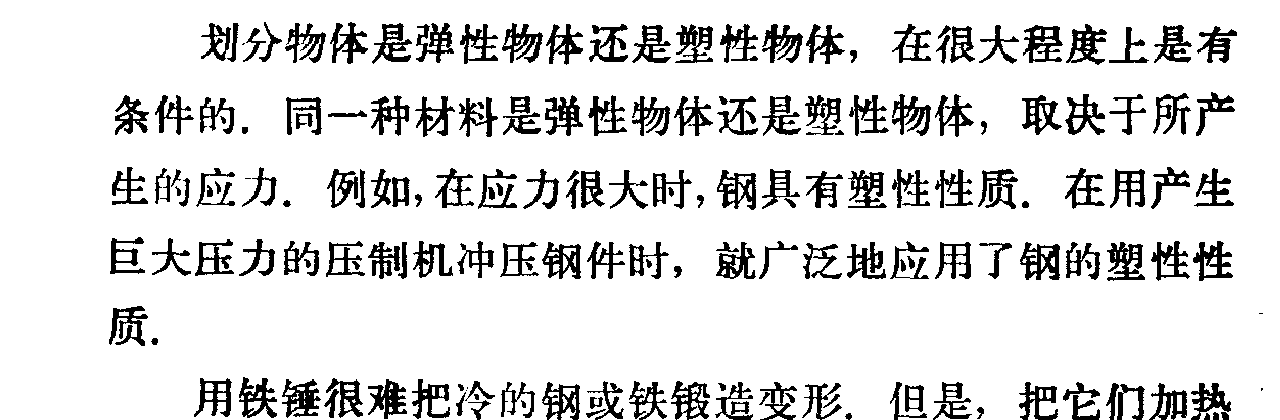 划分物体是弹性物体还是塑性物体，在很大程度上是有
条件的．同一种材料是弹性物体还是塑性物体，取决于所产
生的应力．例如，在应力很大时，钢具有塑性性质．在用产生
巨大压力的压制机冲压钢件时，就广泛地应用了钢的塑性性
质．
用铁锤很难把冷的钢或铁锻造变形．但是，把它们加热